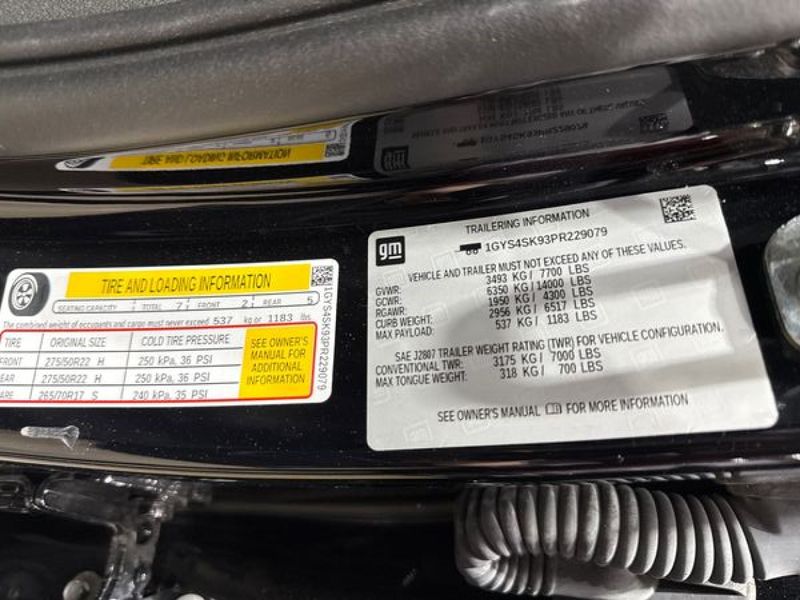 TIRE AND LOADING INFORMATION
SEATING CAPACITY TOTAL 7 FRONT 2 REAR 5
The combined weight of occupants and cargo must never exceed 537 kg or 1183 lbs
TIRE ORIGINAL SIZE COLD TIRE PRESSURE
FRONT 275/50R22 H 250 kPa, 36 PSI
EAR 275/50R22 H 250 kPa, 36 PSI
ARE 265/70R17 S 240 kPa, 35 PSI
SEE OWNER'S
MANUAL FOR
ADDITIONAL
INFORMATION
1GYS4SK93PR229079
gm
TRAILERING INFORMATION
1GYS4SK93PR229079
VEHICLE AND TRAILER MUST NOT EXCEED ANY OF THESE VALUES.
GVWR: 3493 KG / 7700 LBS
GCWR: 6350 KG / 14000 LBS
RGAWR: 1950 KG / 4300 LBS
CURB WEIGHT: 2956 KG / 6517 LBS
MAX PAYLOAD: 537 KG / 1183 LBS
SAE J2807 TRAILER WEIGHT RATING (TWR) FOR VEHICLE CONFIGURATION.
CONVENTIONAL TWR: 3175 KG / 7000 LBS
MAX TONGUE WEIGHT: 318 KG / 700 LBS
SEE OWNER'S MANUAL FOR MORE INFORMATION